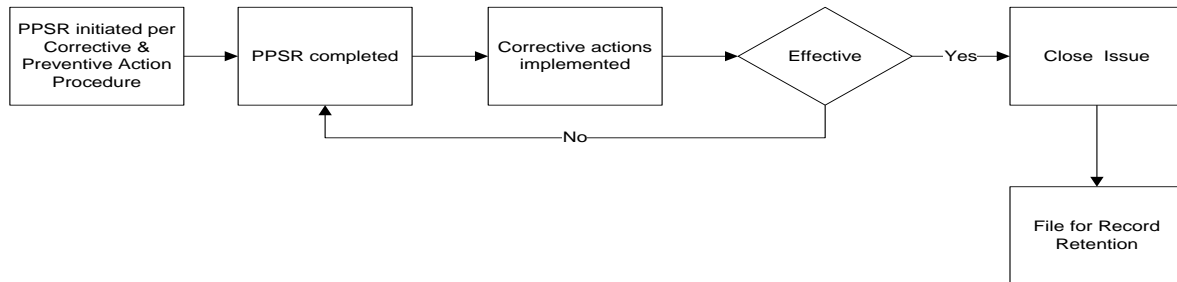 PPSR initiated per
Corrective &
Preventive Action
Procedure
PPSR completed
Corrective actions
implemented
Effective
Yes
Close Issue
No
File for Record
Retention